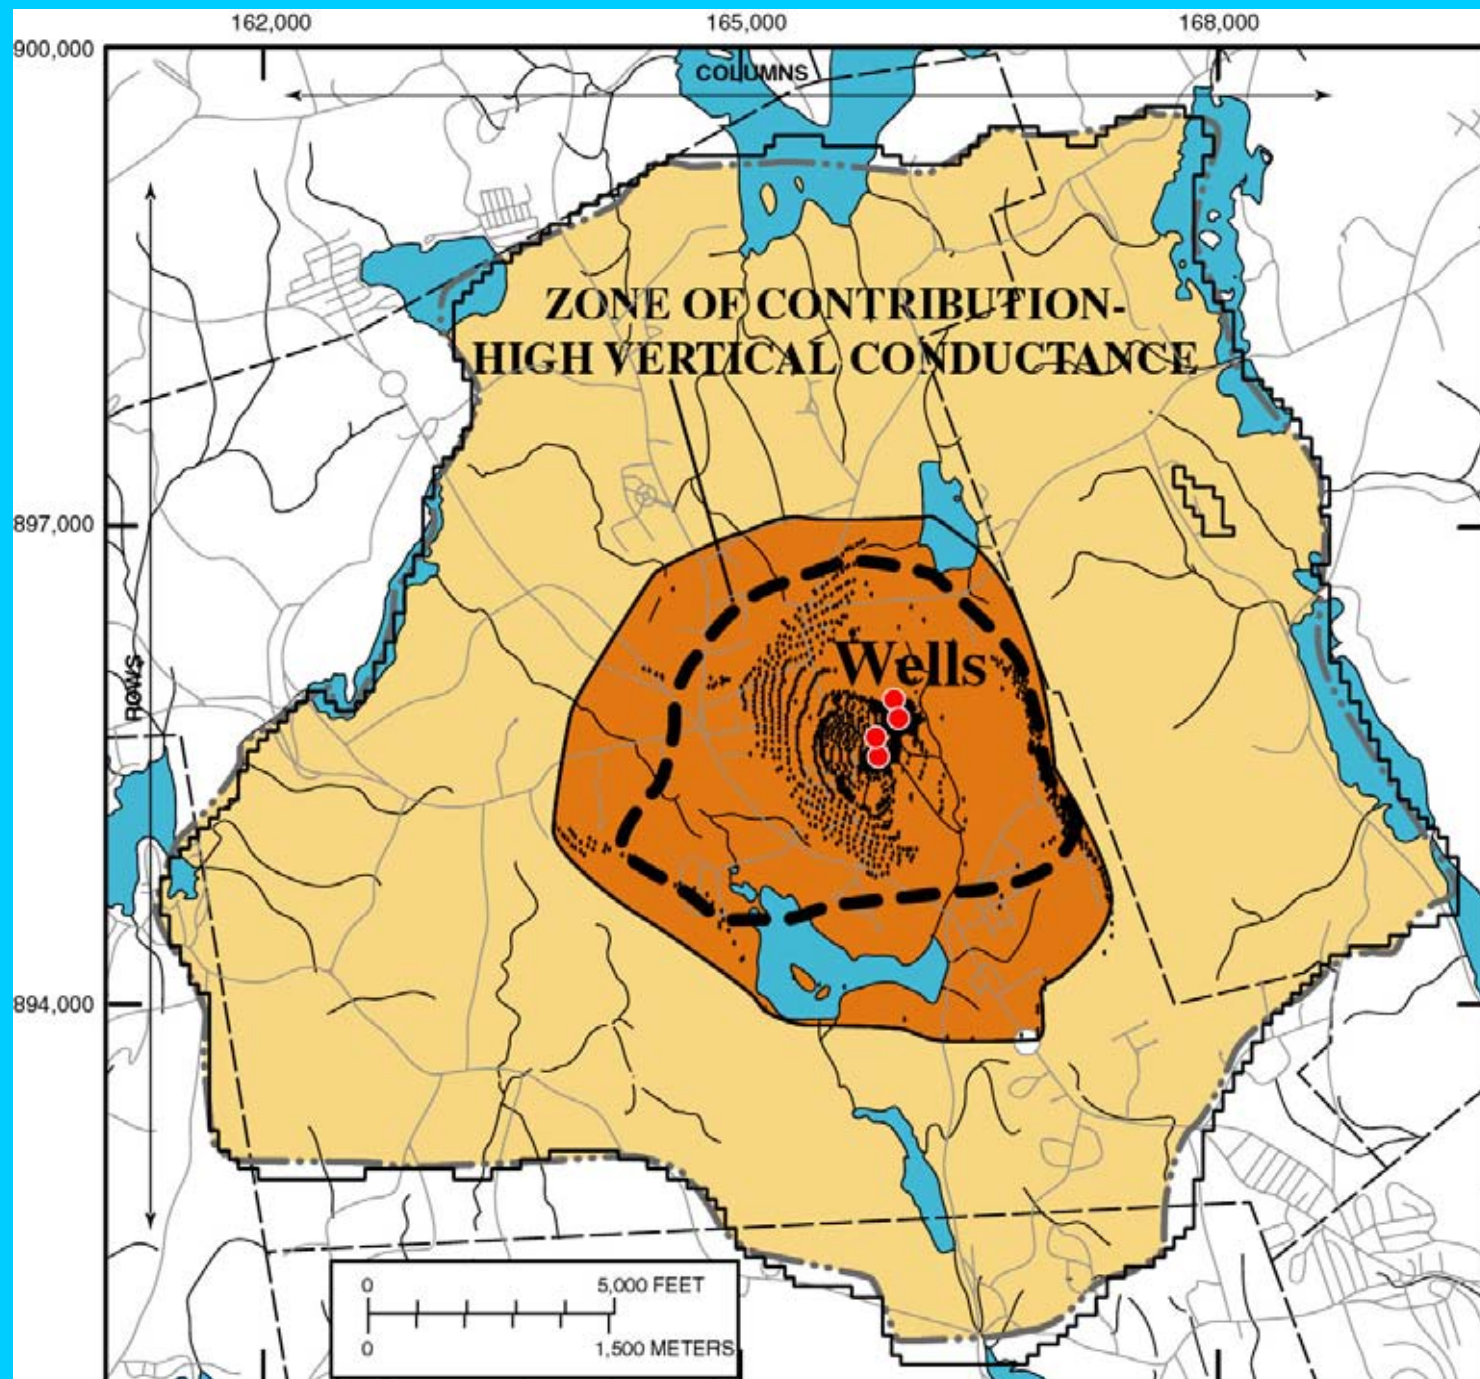 162,000 165,000 168,000
900,000
COLUMNS
ZONE OF CONTRIBUTION-
HIGH VERTICAL CONDUCTANCE
897,000
Wells
ROWS
894,000
0 5,000 FEET
0 1,500 METERS